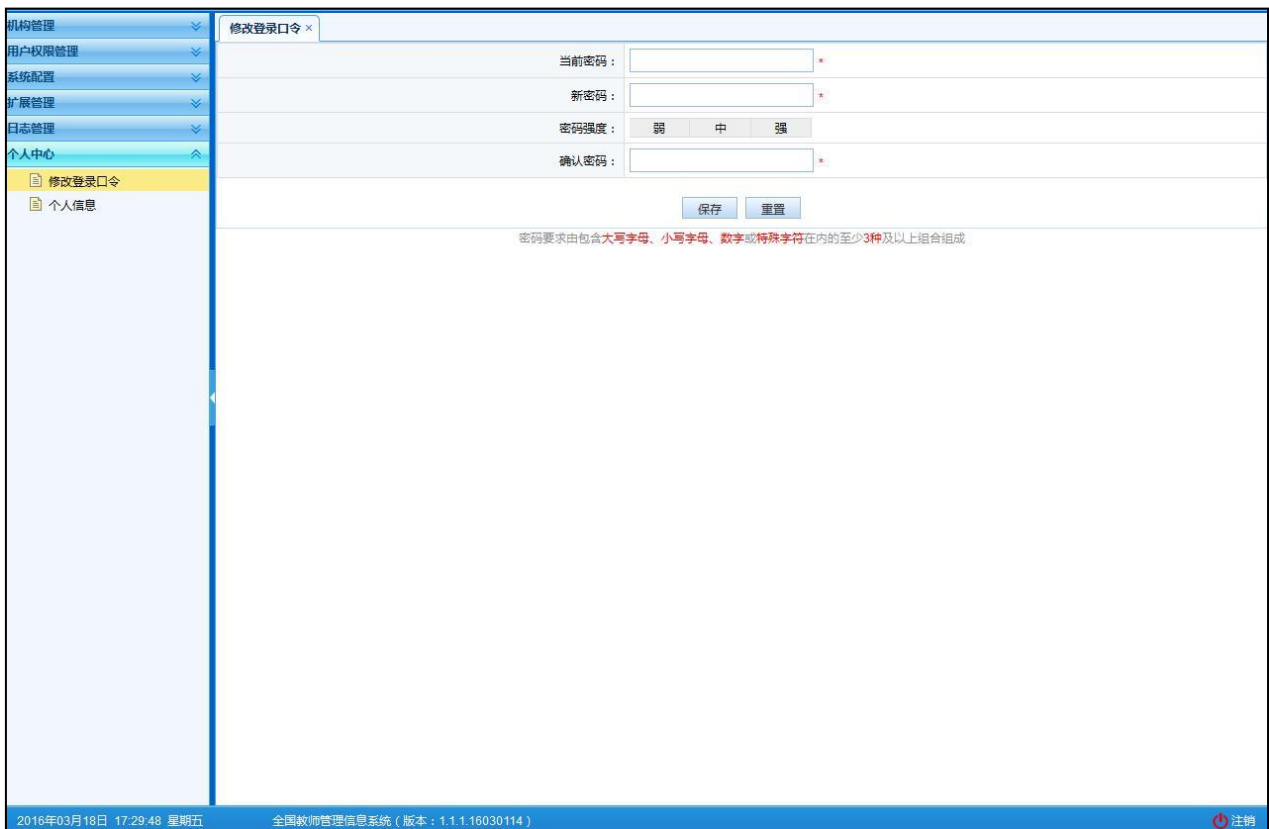 机构管理
用户权限管理
系统配置
扩展管理
日志管理
个人中心
修改登录口令
个人信息
修改登录口令 ×
当前密码： *
新密码： *
密码强度： 弱 中 强
确认密码： *
保存 重置
密码要求由包含大写字母、小写字母、数字或特殊字符在内的至少3种及以上组合组成
2016年03月18日 17:29:48 星期五 全国教师管理信息系统（版本：1.1.1.16030114） 注销